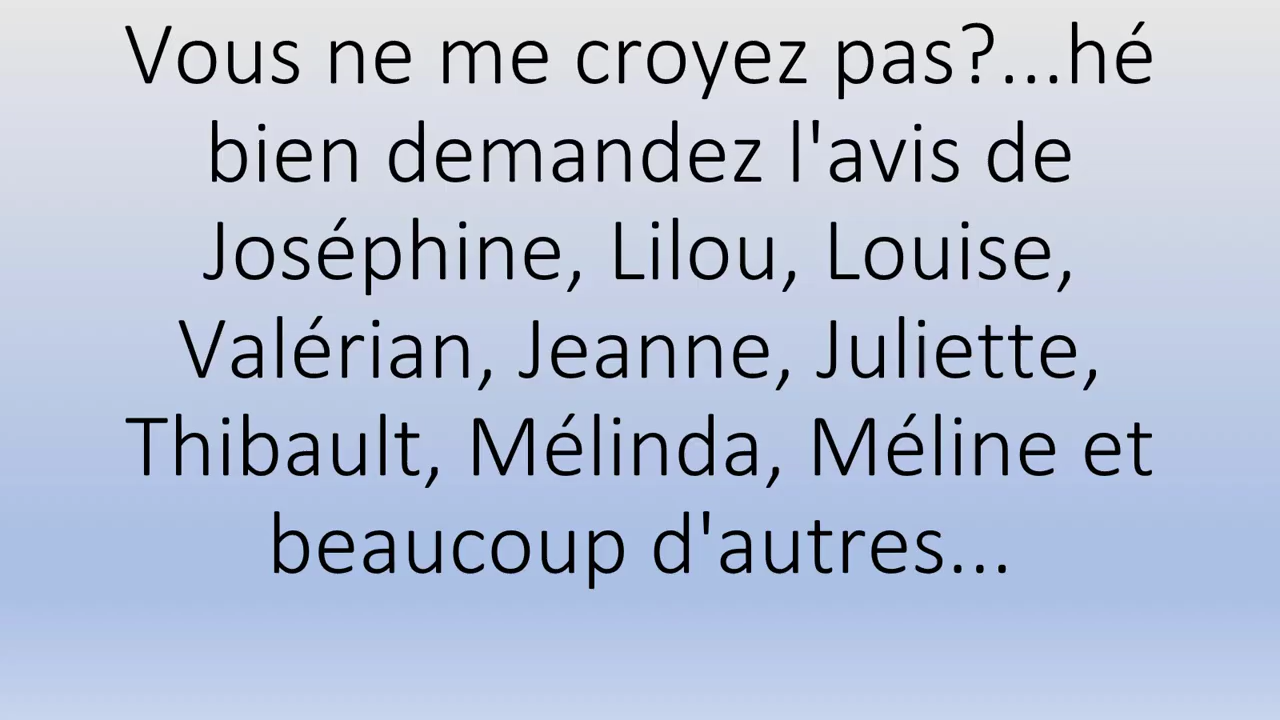 Vous ne me croyez pas?...hé
bien demandez l'avis de
Joséphine, Lilou, Louise,
Valérian, Jeanne, Juliette,
Thibault, Mélinda, Méline et
beaucoup d'autres...